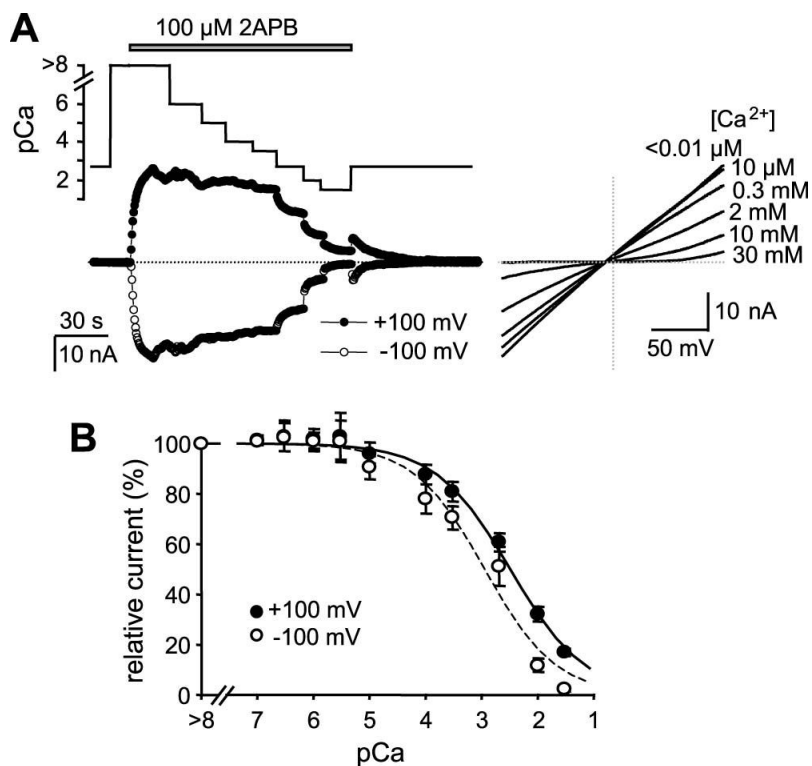 A
100 µM 2APB
>8
6
4
2
pCa
[Ca²⁺]
<0.01 µM
10 µM
0.3 mM
2 mM
10 mM
30 mM
30 s
10 nA
+100 mV
-100 mV
10 nA
50 mV
B
100
80
60
40
20
0
relative current (%)
+100 mV
-100 mV
>8 7 6 5 4 3 2 1
pCa